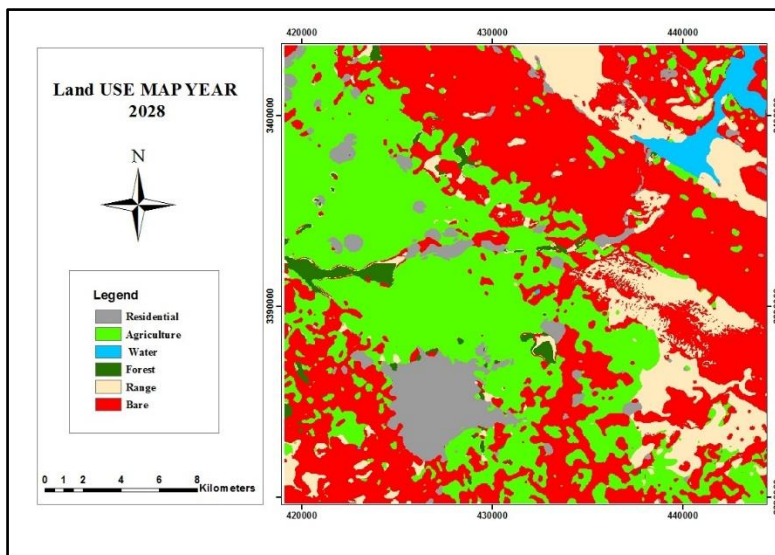 420000 430000 440000
Land USE MAP YEAR
2028
N
3400000
3390000
Legend
Residential
Agriculture
Water
Forest
Range
Bare
0 1 2 4 6 8
Kilometers
420000 430000 440000